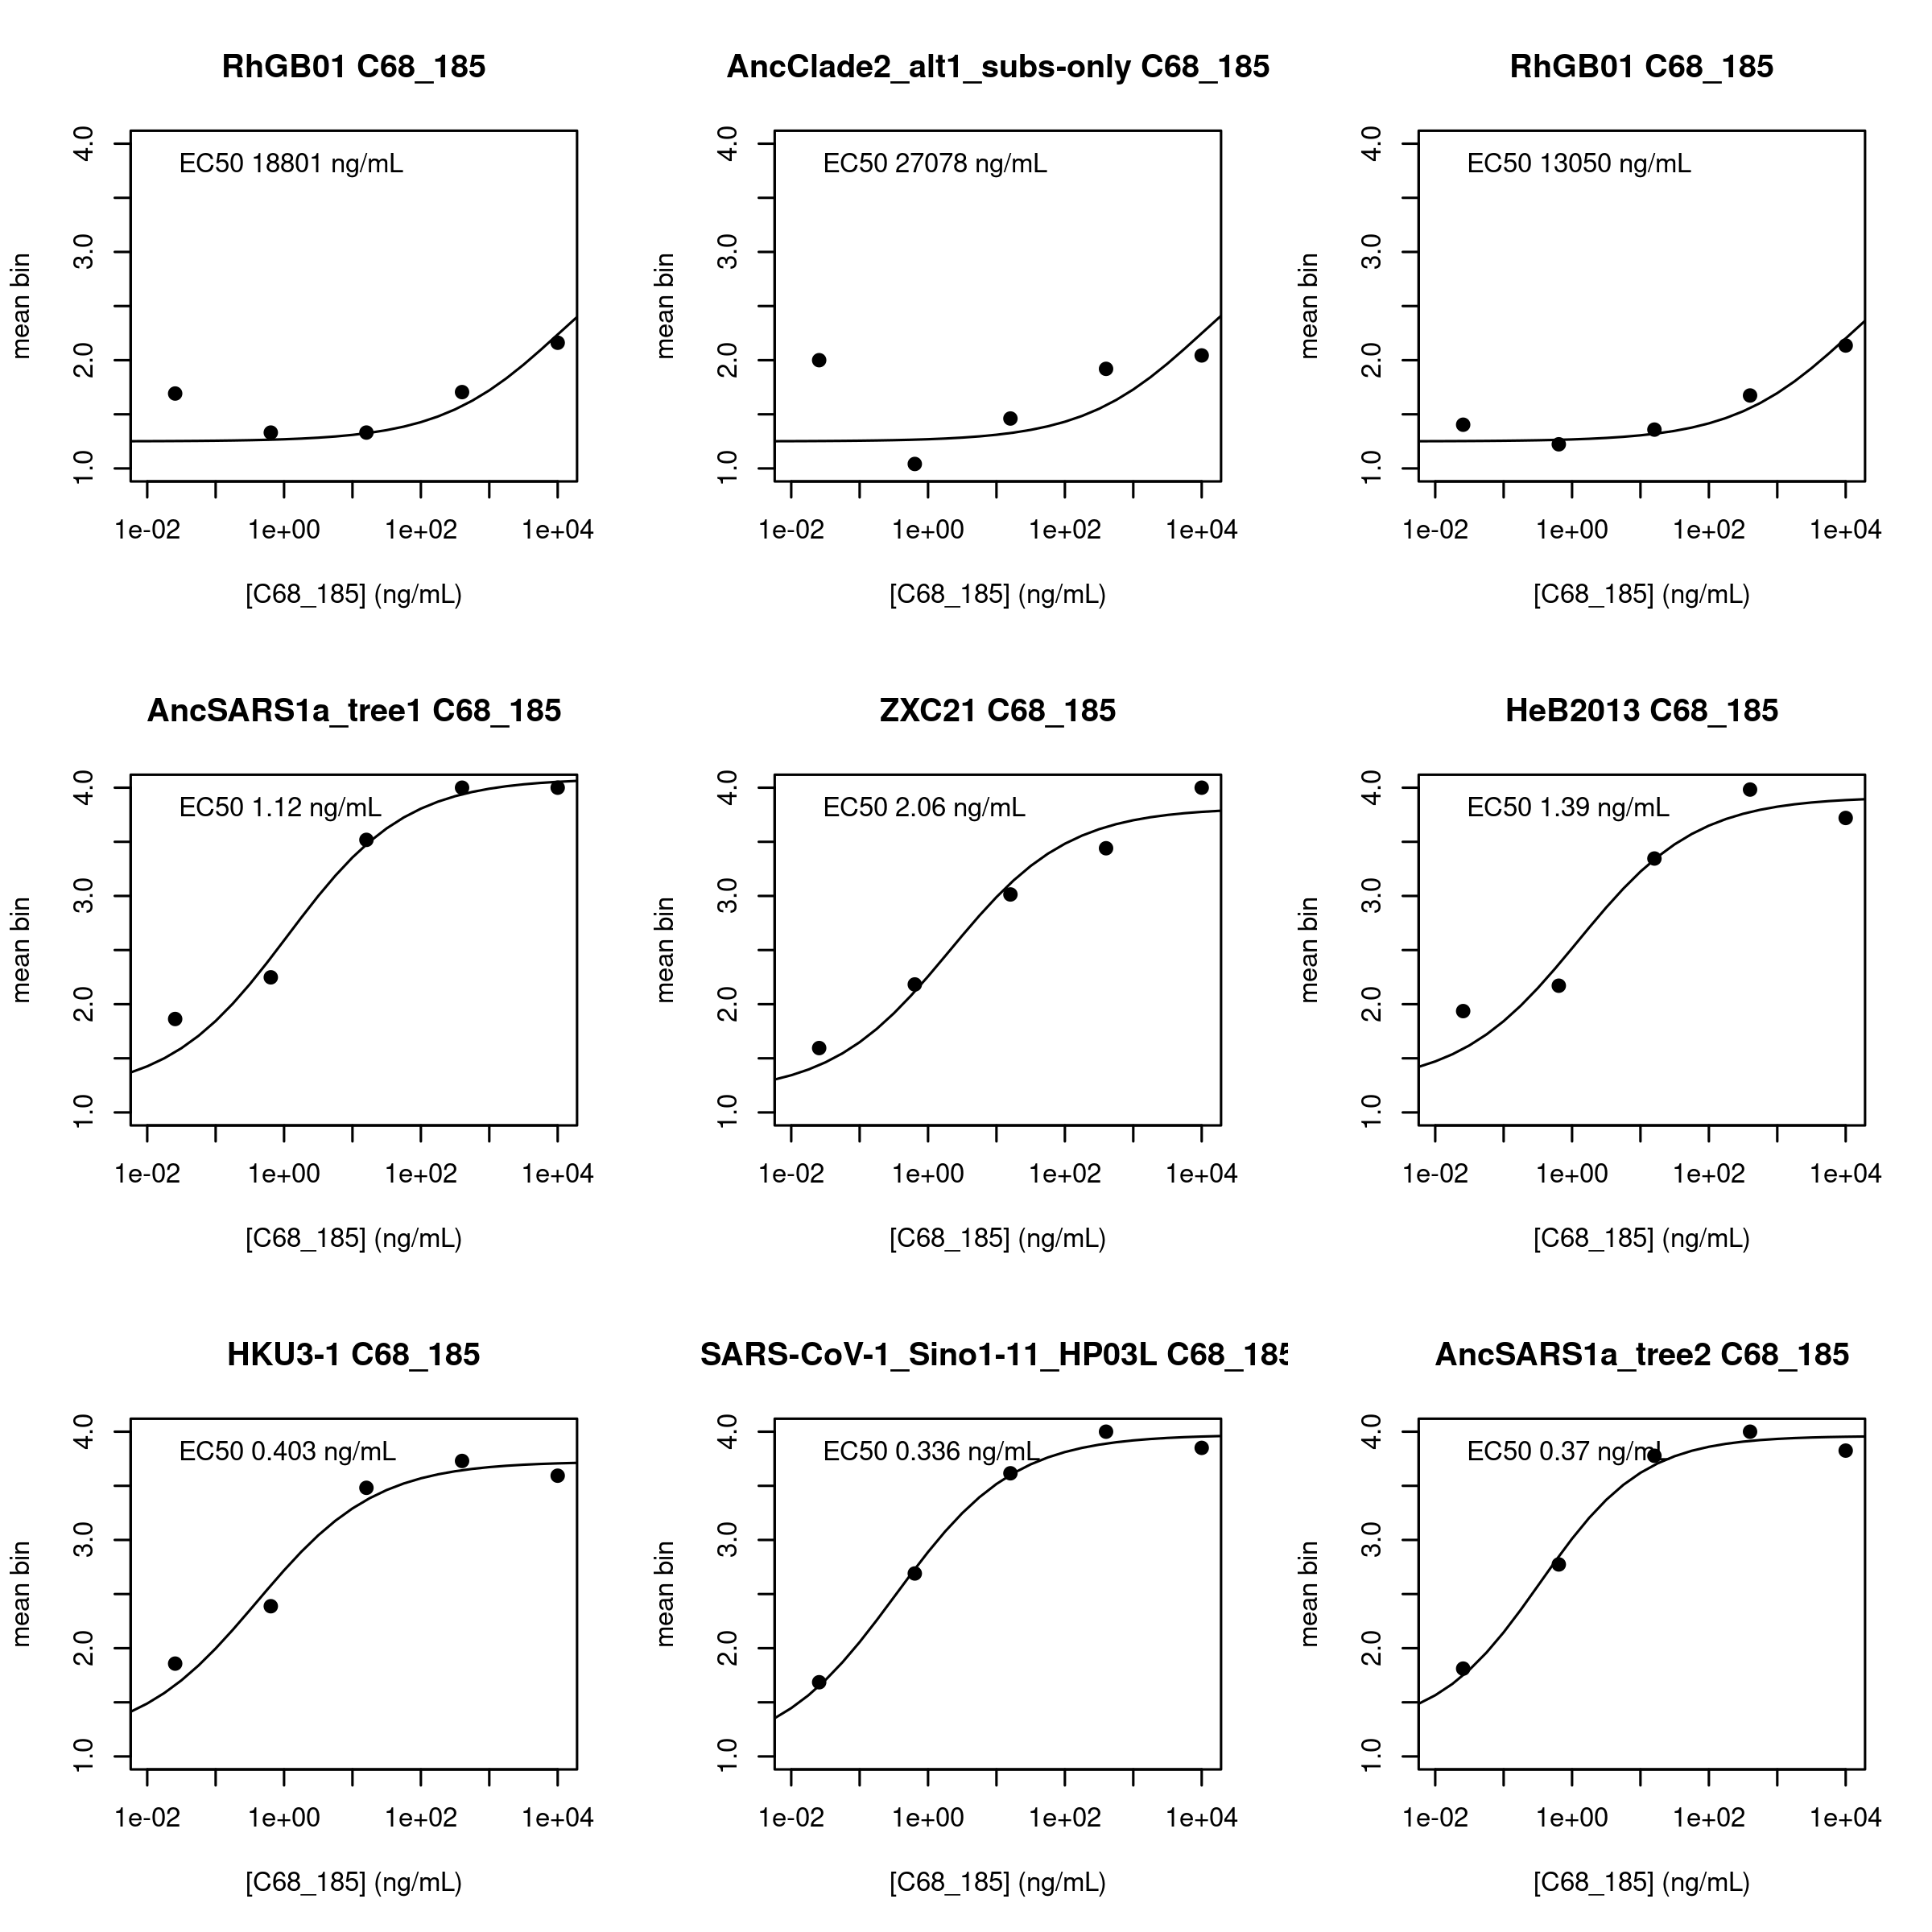 RhGB01 C68_185
EC50 18801 ng/mL
mean bin
4.0
3.0
2.0
1.0
1e-02 1e+00 1e+02 1e+04
[C68_185] (ng/mL)
AncClade2_alt1_subs-only C68_185
EC50 27078 ng/mL
mean bin
4.0
3.0
2.0
1.0
1e-02 1e+00 1e+02 1e+04
[C68_185] (ng/mL)
RhGB01 C68_185
EC50 13050 ng/mL
mean bin
4.0
3.0
2.0
1.0
1e-02 1e+00 1e+02 1e+04
[C68_185] (ng/mL)
AncSARS1a_tree1 C68_185
EC50 1.12 ng/mL
mean bin
4.0
3.0
2.0
1.0
1e-02 1e+00 1e+02 1e+04
[C68_185] (ng/mL)
ZXC21 C68_185
EC50 2.06 ng/mL
mean bin
4.0
3.0
2.0
1.0
1e-02 1e+00 1e+02 1e+04
[C68_185] (ng/mL)
HeB2013 C68_185
EC50 1.39 ng/mL
mean bin
4.0
3.0
2.0
1.0
1e-02 1e+00 1e+02 1e+04
[C68_185] (ng/mL)
HKU3-1 C68_185
EC50 0.403 ng/mL
mean bin
4.0
3.0
2.0
1.0
1e-02 1e+00 1e+02 1e+04
[C68_185] (ng/mL)
SARS-CoV-1_Sino1-11_HP03L C68_185
EC50 0.336 ng/mL
mean bin
4.0
3.0
2.0
1.0
1e-02 1e+00 1e+02 1e+04
[C68_185] (ng/mL)
AncSARS1a_tree2 C68_185
EC50 0.37 ng/mL
mean bin
4.0
3.0
2.0
1.0
1e-02 1e+00 1e+02 1e+04
[C68_185] (ng/mL)